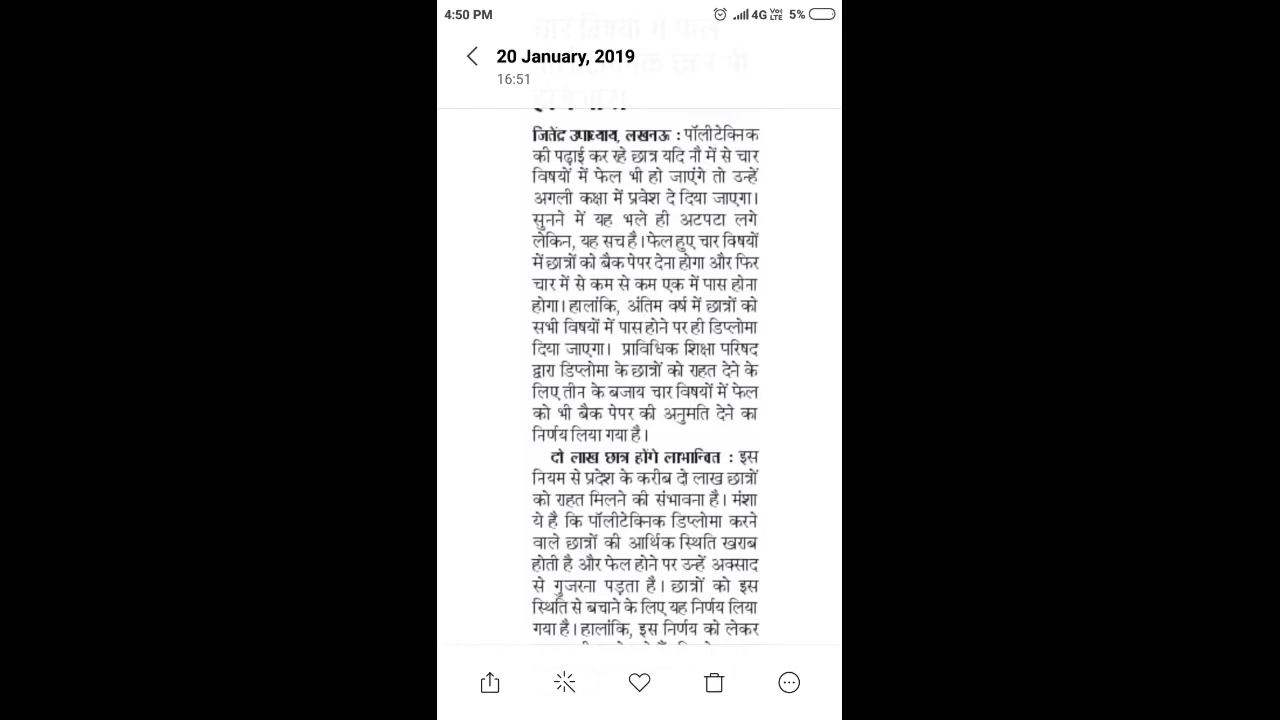 4:50 PM
4G VoLTE 5%
चार विषयों में फेल
20 January, 2019
16:51
जितेंद्र उपाध्याय, लखनऊ : पॉलीटेक्निक
की पढ़ाई कर रहे छात्र यदि नौ में से चार
विषयों में फेल भी हो जाएंगे तो उन्हें
अगली कक्षा में प्रवेश दे दिया जाएगा।
सुनने में यह भले ही अटपटा लगे
लेकिन, यह सच है। फेल हुए चार विषयों
में छात्रों को बैक पेपर देना होगा और फिर
चार में से कम से कम एक में पास होना
होगा। हालांकि, अंतिम वर्ष में छात्रों को
सभी विषयों में पास होने पर ही डिप्लोमा
दिया जाएगा। प्राविधिक शिक्षा परिषद
द्वारा डिप्लोमा के छात्रों को राहत देने के
लिए तीन के बजाय चार विषयों में फेल
को भी बैक पेपर की अनुमति देने का
निर्णय लिया गया है।
दो लाख छात्र होंगे लाभान्वित : इस
नियम से प्रदेश के करीब दो लाख छात्रों
को राहत मिलने की संभावना है। मंशा
ये है कि पॉलीटेक्निक डिप्लोमा करने
वाले छात्रों की आर्थिक स्थिति खराब
होती है और फेल होने पर उन्हें अवसाद
से गुजरना पड़ता है। छात्रों को इस
स्थिति से बचाने के लिए यह निर्णय लिया
गया है। हालांकि, इस निर्णय को लेकर